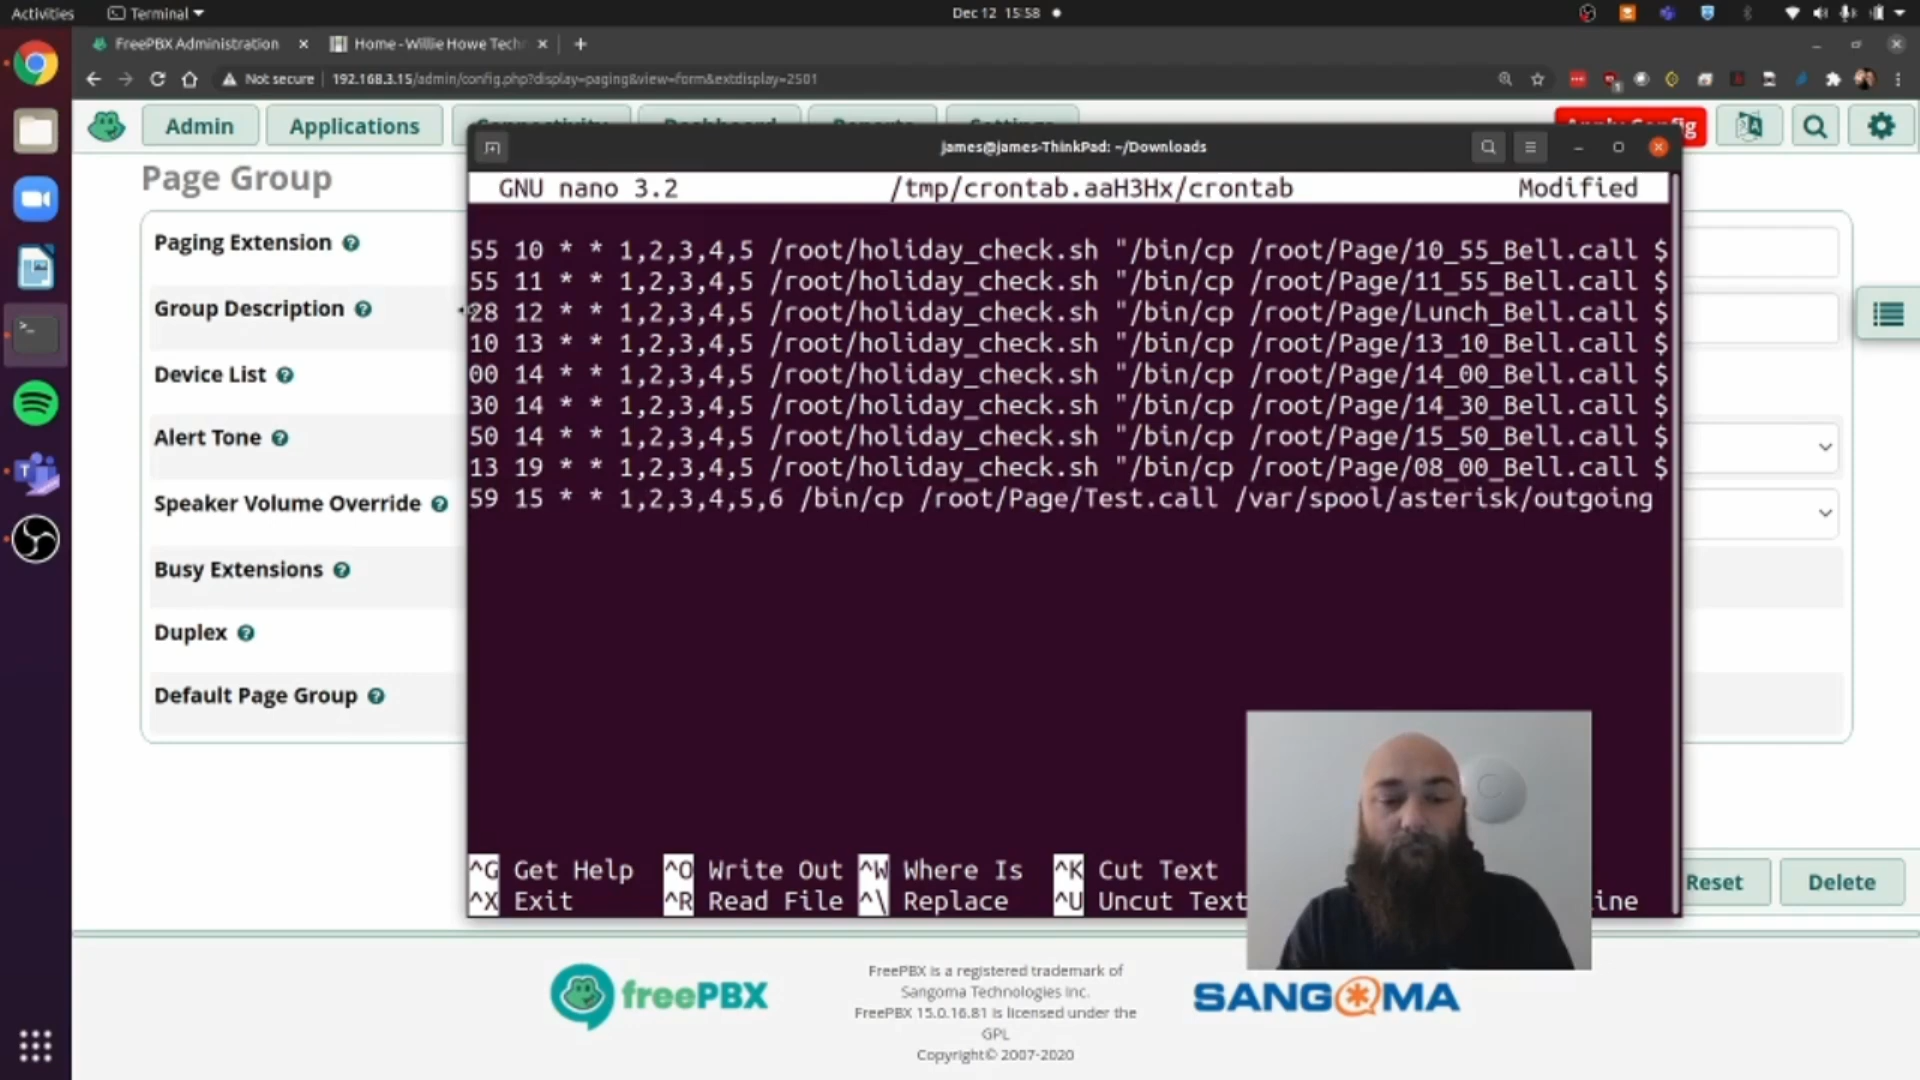 Activities Terminal Dec 12 15:58
FreePBX Administration Home - Willie Howe Tech
Not secure 192.168.3.15/admin/config.php?display=paging&view=form&extdisplay=2501
Admin Applications Connectivity Dashboard Reports Settings Apply Config
james@james-ThinkPad: ~/Downloads
GNU nano 3.2 /tmp/crontab.aaH3Hx/crontab Modified
55 10 * * 1,2,3,4,5 /root/holiday_check.sh "/bin/cp /root/Page/10_55_Bell.call $
55 11 * * 1,2,3,4,5 /root/holiday_check.sh "/bin/cp /root/Page/11_55_Bell.call $
28 12 * * 1,2,3,4,5 /root/holiday_check.sh "/bin/cp /root/Page/Lunch_Bell.call $
10 13 * * 1,2,3,4,5 /root/holiday_check.sh "/bin/cp /root/Page/13_10_Bell.call $
00 14 * * 1,2,3,4,5 /root/holiday_check.sh "/bin/cp /root/Page/14_00_Bell.call $
30 14 * * 1,2,3,4,5 /root/holiday_check.sh "/bin/cp /root/Page/14_30_Bell.call $
50 14 * * 1,2,3,4,5 /root/holiday_check.sh "/bin/cp /root/Page/15_50_Bell.call $
13 19 * * 1,2,3,4,5 /root/holiday_check.sh "/bin/cp /root/Page/08_00_Bell.call $
59 15 * * 1,2,3,4,5,6 /bin/cp /root/Page/Test.call /var/spool/asterisk/outgoing
^G Get Help ^O Write Out ^W Where Is ^K Cut Text
^X Exit ^R Read File ^\ Replace ^U Uncut Text ine
Page Group
Paging Extension
Group Description
Device List
Alert Tone
Speaker Volume Override
Busy Extensions
Duplex
Default Page Group
Reset Delete
freePBX
FreePBX is a registered trademark of
Sangoma Technologies Inc.
FreePBX 15.0.16.81 is licensed under the
GPL
Copyright© 2007-2020
SANGOMA